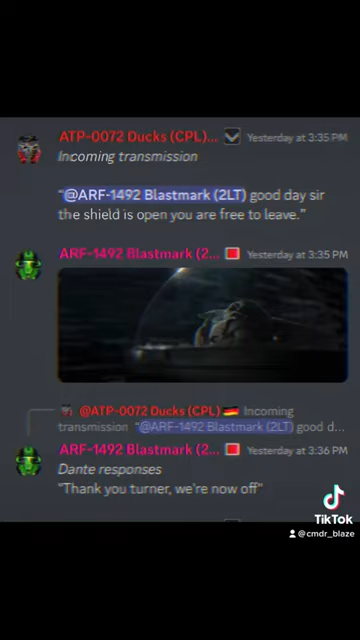 ATP-0072 Ducks (CPL)... Yesterday at 3:35 PM
Incoming transmission
"@ARF-1492 Blastmark (2LT) good day sir
the shield is open you are free to leave."
ARF-1492 Blastmark (2... Yesterday at 3:35 PM
@ATP-0072 Ducks (CPL) Incoming
transmission "@ARF-1492 Blastmark (2LT) good d...
ARF-1492 Blastmark (2... Yesterday at 3:36 PM
Dante responses
"Thank you turner, we're now off"
TikTok
@cmdr_blaze